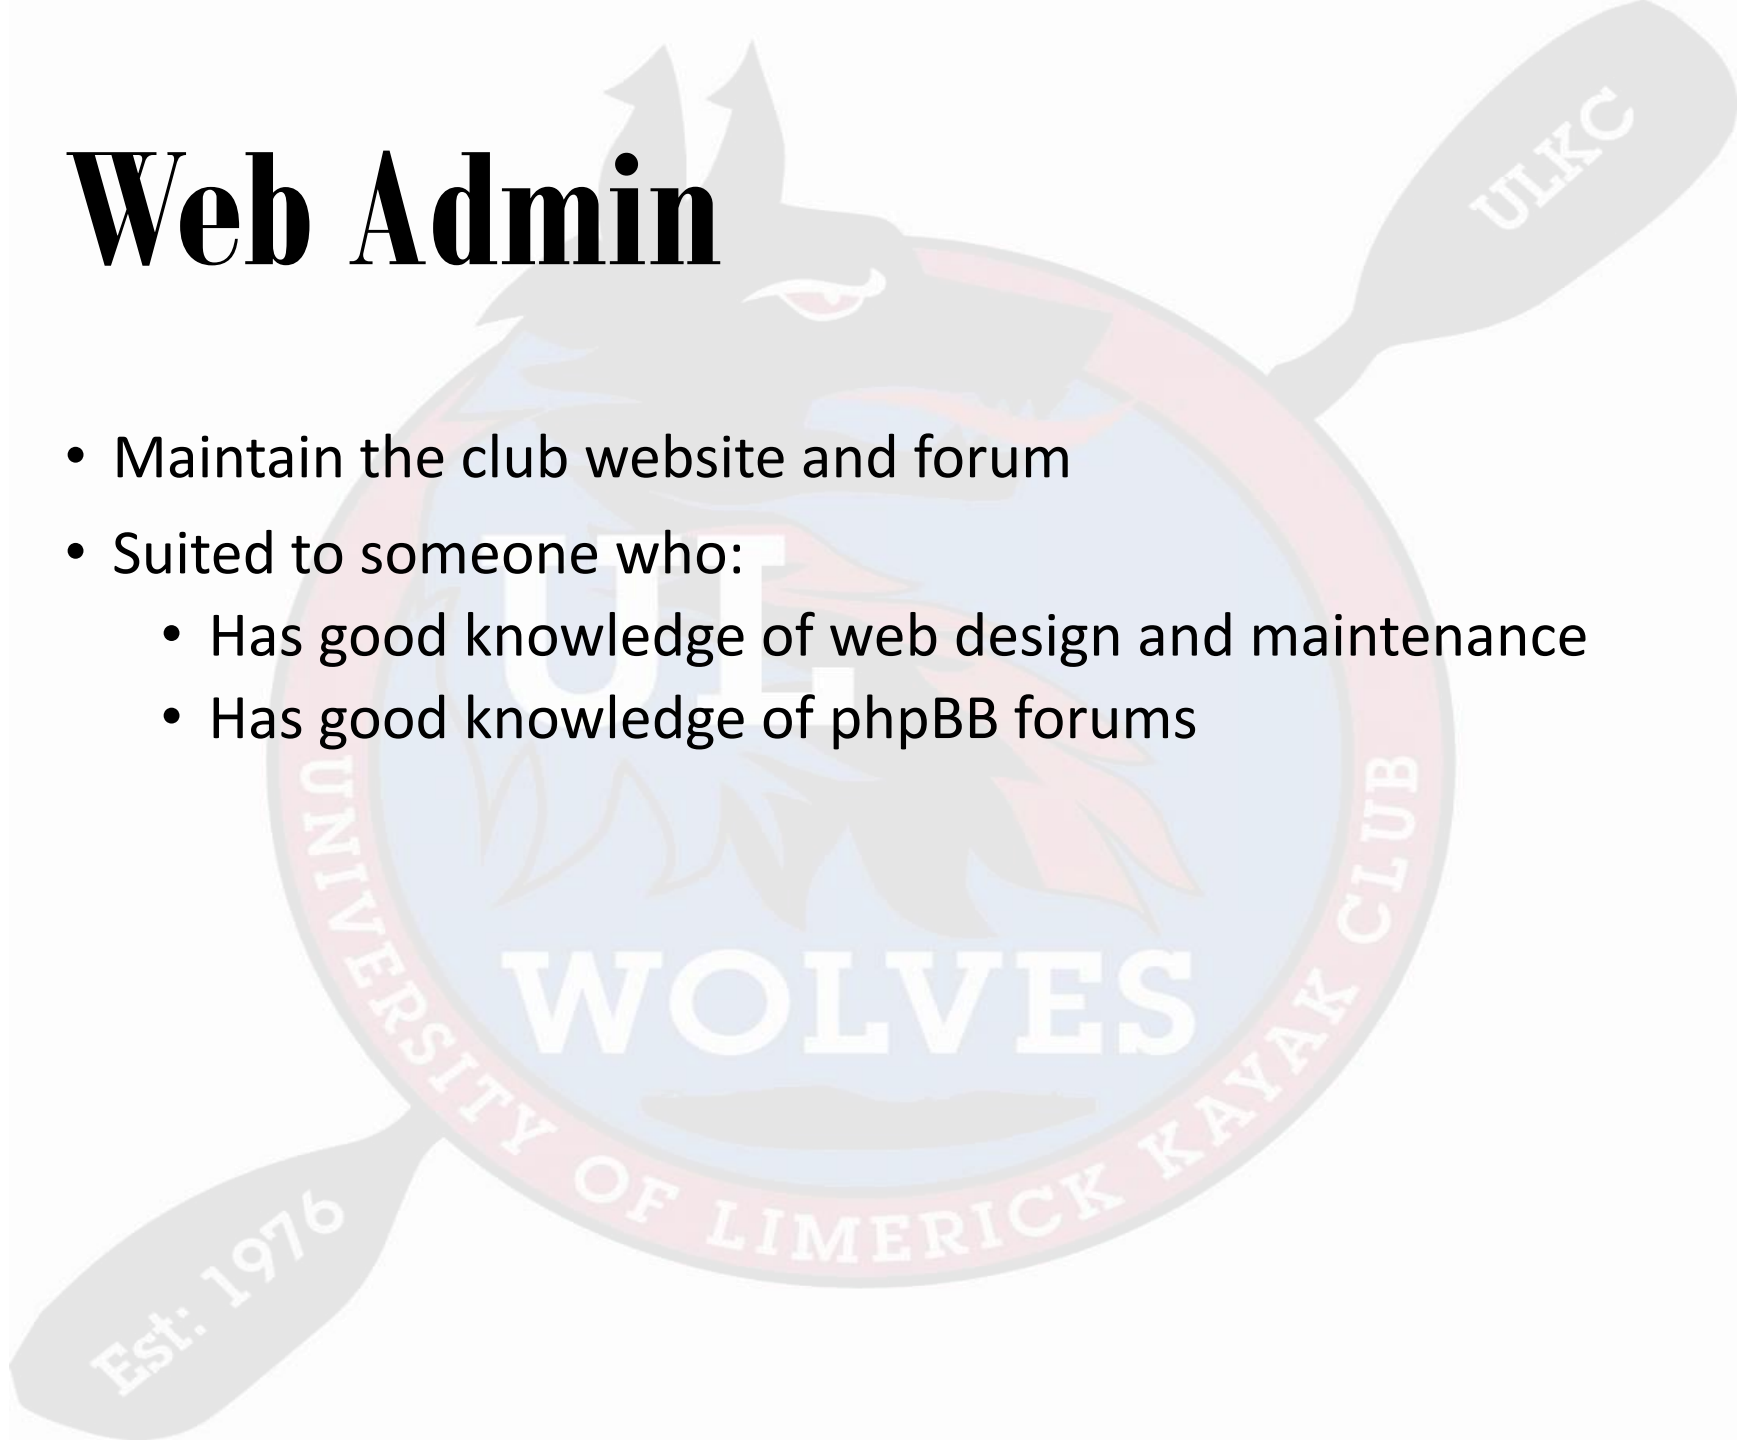 ULKC
Web Admin
• Maintain the club website and forum
• Suited to someone who:
• Has good knowledge of web design and maintenance
• Has good knowledge of phpBB forums
UL
WOLVES
UNIVERSITY OF LIMERICK KAYAK CLUB
Est: 1976